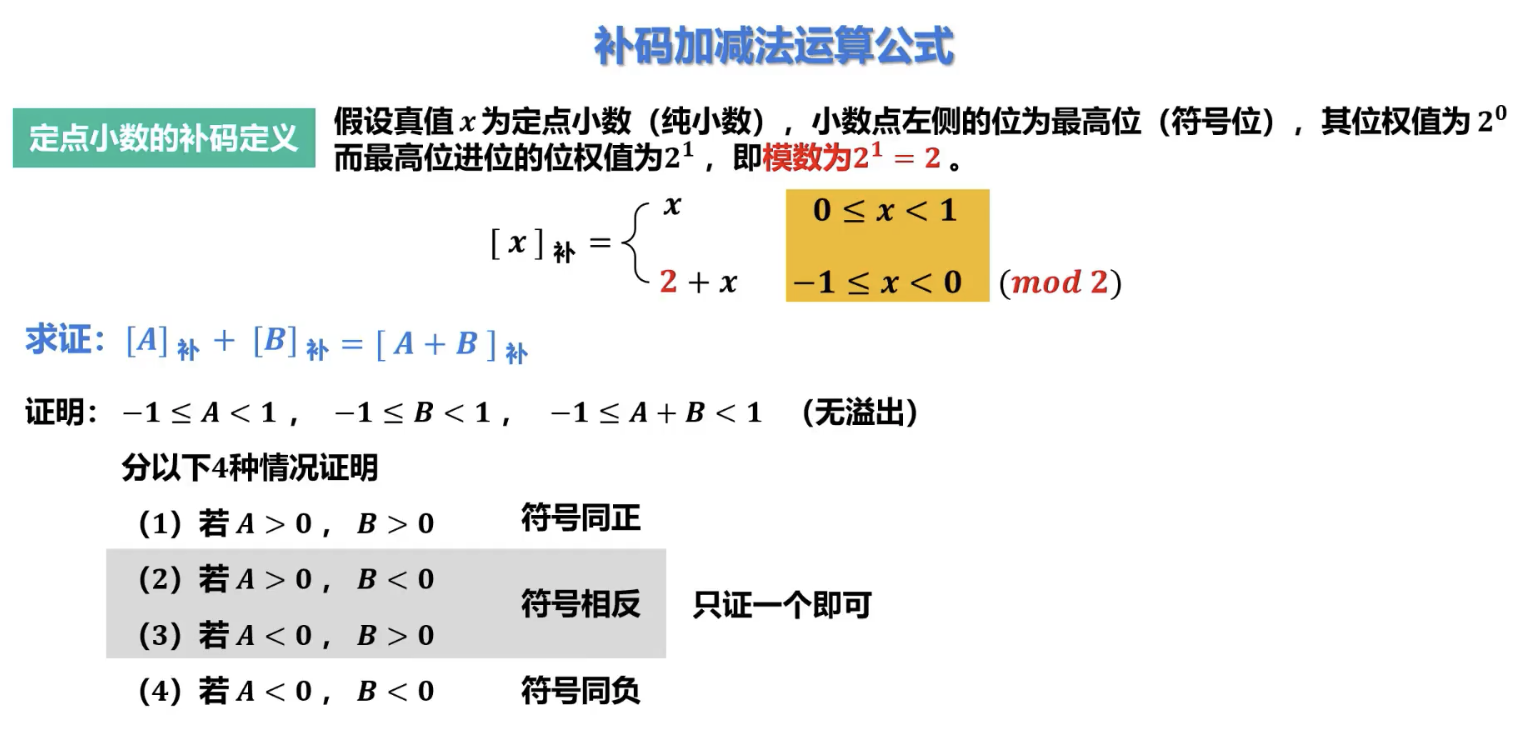 补码加减法运算公式
定点小数的补码定义
假设真值 x 为定点小数（纯小数），小数点左侧的位为最高位（符号位），其位权值为 2⁰
而最高位进位的位权值为2¹，即模数为2¹ = 2 。
[ x ]补 = { x 0 ≤ x < 1
2 + x −1 ≤ x < 0 (mod 2)
求证：[A]补 + [B]补 = [ A + B ]补
证明：−1 ≤ A < 1， −1 ≤ B < 1， −1 ≤ A + B < 1 （无溢出）
分以下4种情况证明
（1）若 A > 0， B > 0 符号同正
（2）若 A > 0， B < 0
符号相反 只证一个即可
（3）若 A < 0， B > 0
（4）若 A < 0， B < 0 符号同负